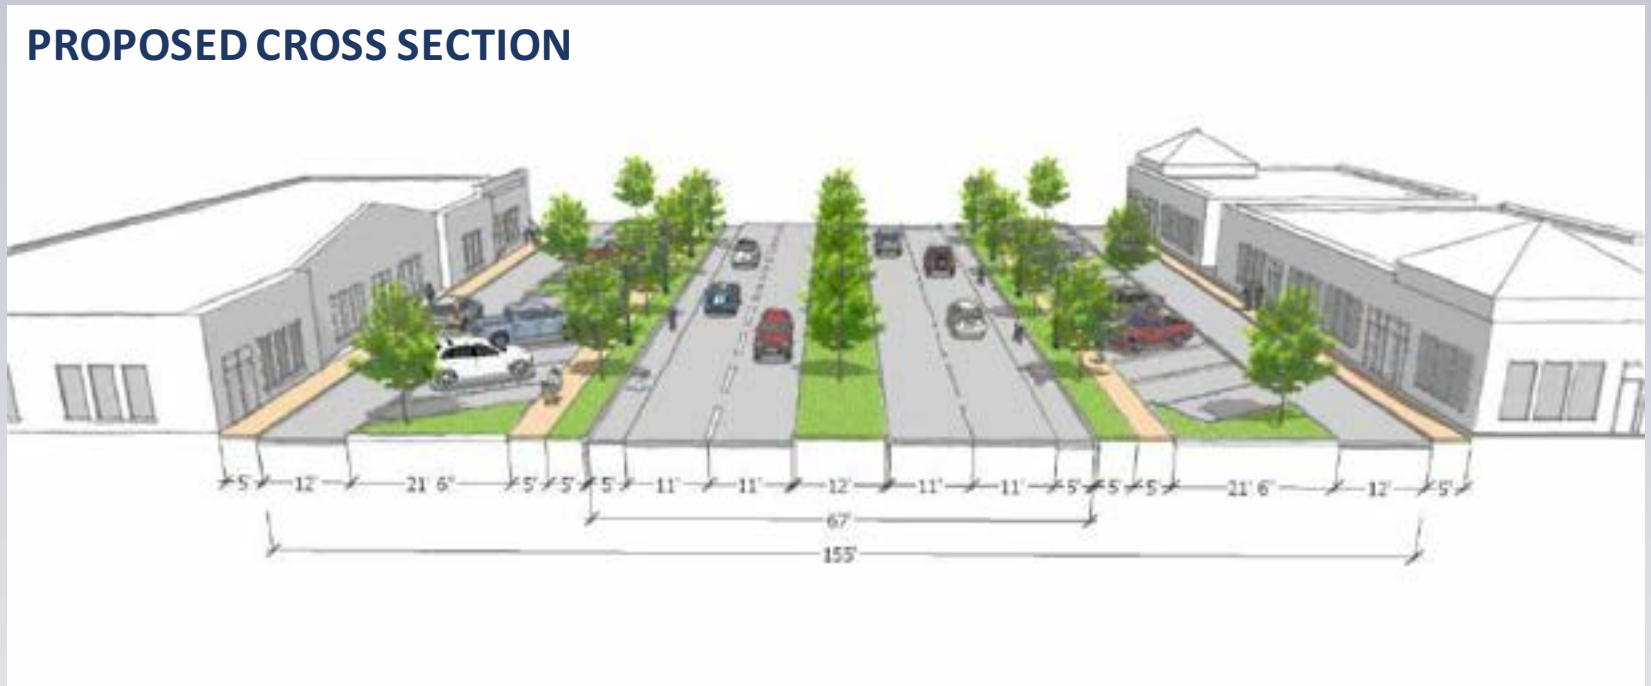 PROPOSED CROSS SECTION
5' 12' 21' 6" 5' 5' 5' 11' 11' 12' 11' 11' 5' 5' 5' 21' 6" 12' 5'
67'
155'